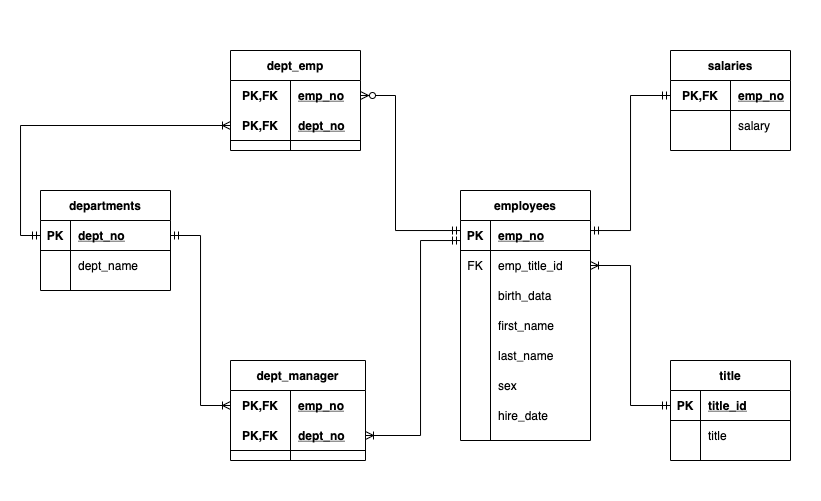 dept_emp
PK,FK emp_no
PK,FK dept_no
salaries
PK,FK emp_no
salary
departments
PK dept_no
dept_name
employees
PK emp_no
FK emp_title_id
birth_data
first_name
last_name
sex
hire_date
dept_manager
PK,FK emp_no
PK,FK dept_no
title
PK title_id
title